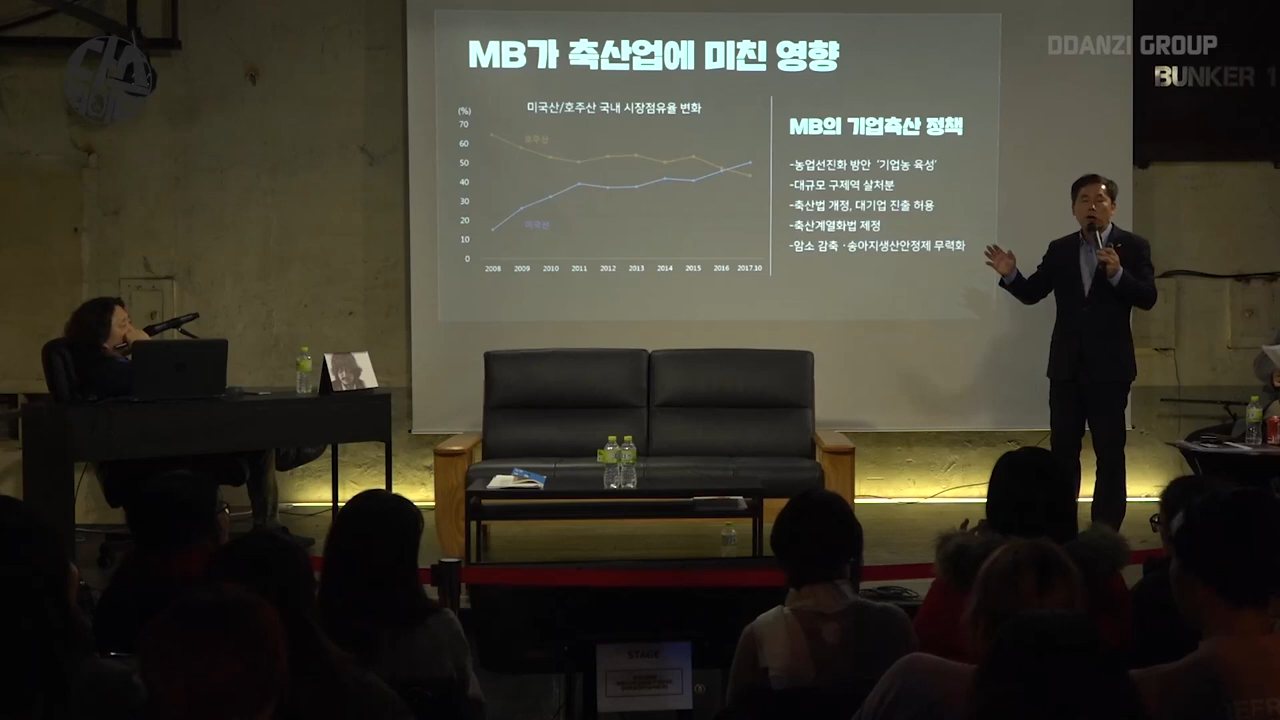 DDANZI GROUP
BUNKER 1
MB가 축산업에 미친 영향
미국산/호주산 국내 시장점유율 변화
(%)
70
60
50
40
30
20
10
0
호주산
미국산
2008 2009 2010 2011 2012 2013 2014 2015 2016 2017.10
MB의 기업축산 정책
-농업선진화 방안 '기업농 육성'
-대규모 구제역 살처분
-축산법 개정, 대기업 진출 허용
-축산계열화법 제정
-암소 감축·송아지생산안정제 무력화
STAGE